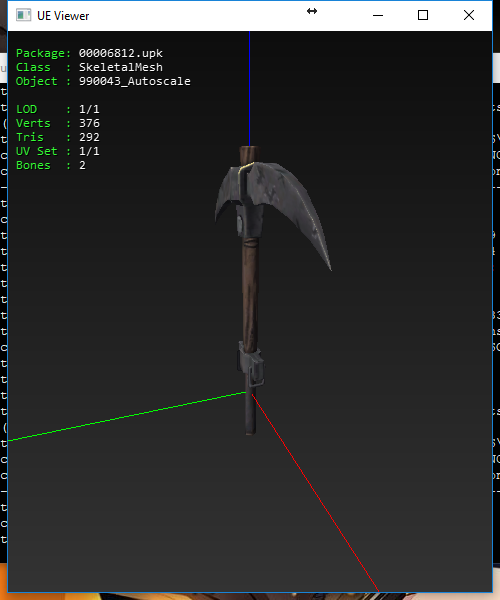 UE Viewer
Package: 00006812.upk
Class : SkeletalMesh
Object : 990043_Autoscale
LOD : 1/1
Verts : 376
Tris : 292
UV Set : 1/1
Bones : 2